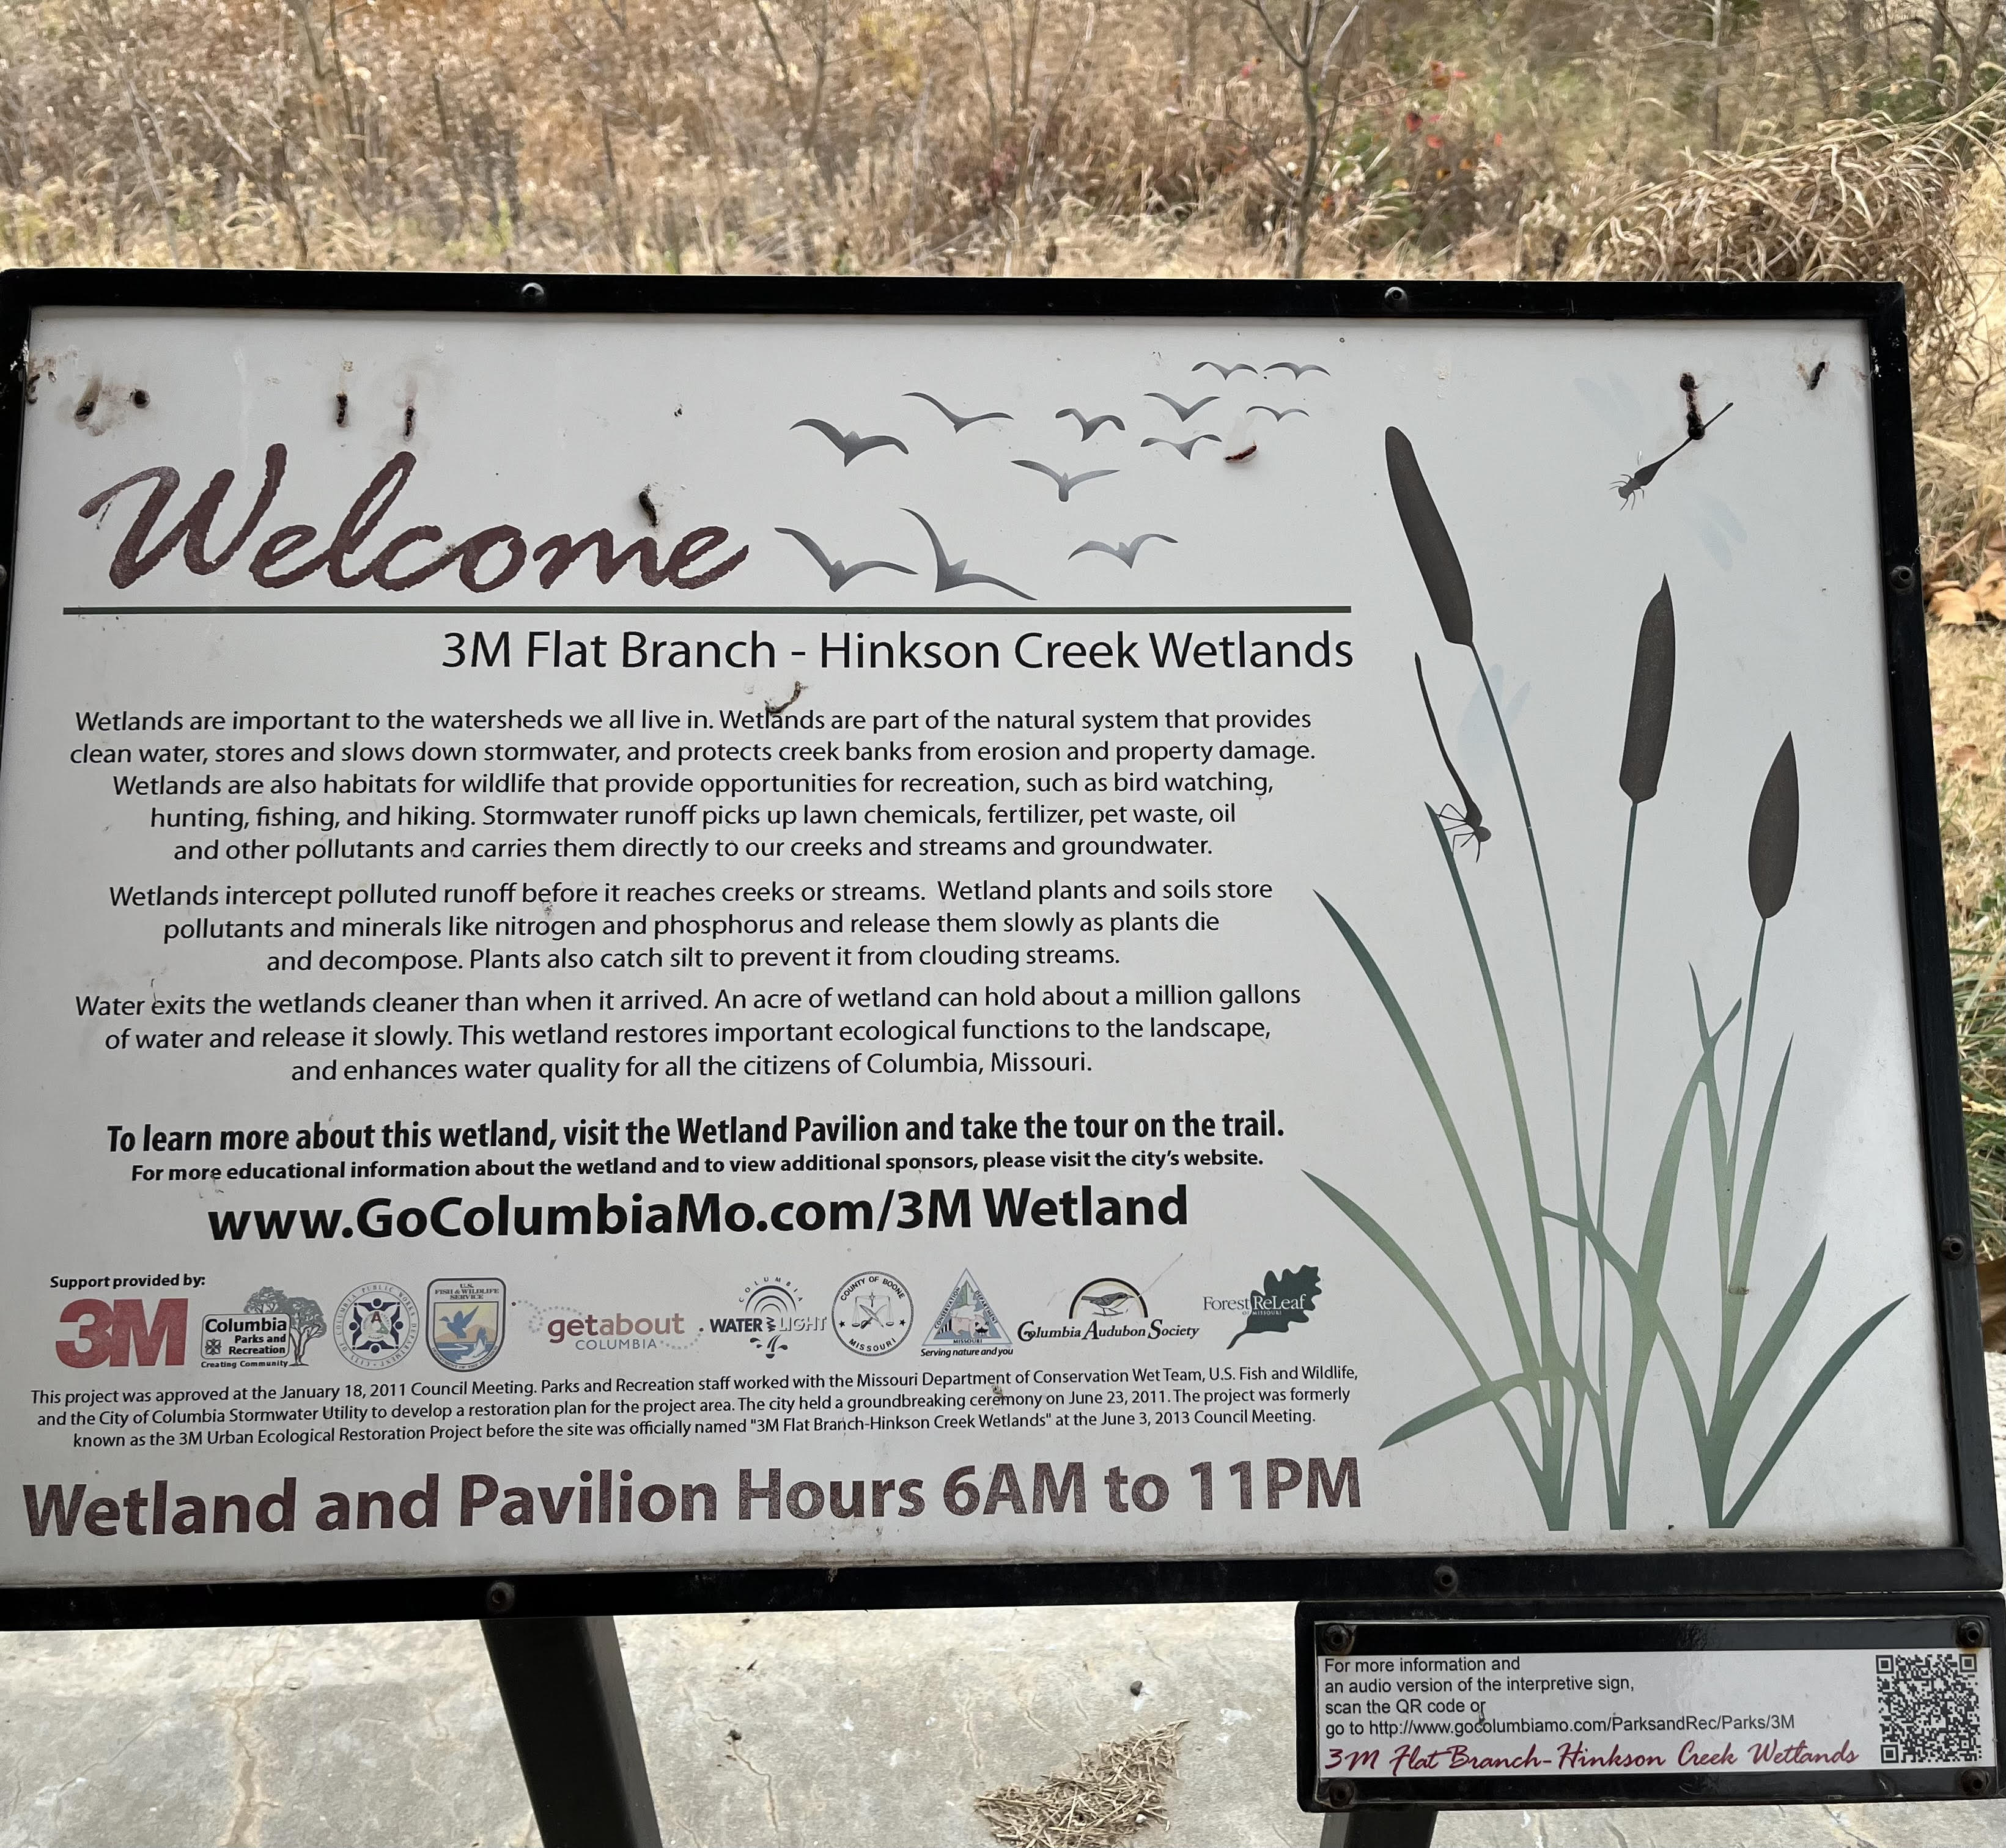 Welcome
3M Flat Branch - Hinkson Creek Wetlands
Wetlands are important to the watersheds we all live in. Wetlands are part of the natural system that provides
clean water, stores and slows down stormwater, and protects creek banks from erosion and property damage.
Wetlands are also habitats for wildlife that provide opportunities for recreation, such as bird watching,
hunting, fishing, and hiking. Stormwater runoff picks up lawn chemicals, fertilizer, pet waste, oil
and other pollutants and carries them directly to our creeks and streams and groundwater.
Wetlands intercept polluted runoff before it reaches creeks or streams. Wetland plants and soils store
pollutants and minerals like nitrogen and phosphorus and release them slowly as plants die
and decompose. Plants also catch silt to prevent it from clouding streams.
Water exits the wetlands cleaner than when it arrived. An acre of wetland can hold about a million gallons
of water and release it slowly. This wetland restores important ecological functions to the landscape,
and enhances water quality for all the citizens of Columbia, Missouri.
To learn more about this wetland, visit the Wetland Pavilion and take the tour on the trail.
For more educational information about the wetland and to view additional sponsors, please visit the city's website.
www.GoColumbiaMo.com/3M Wetland
Support provided by:
3M
Columbia
Parks and
Recreation
Creating Community
COLUMBIA PUBLIC WORKS DEPARTMENT
CITY OF
U.S.
FISH & WILDLIFE
SERVICE
getabout
COLUMBIA
COLUMBIA
WATER & LIGHT
COUNTY OF BOONE
MISSOURI
CONSERVATION DEPARTMENT
MISSOURI
Serving nature and you
Columbia Audubon Society
Forest ReLeaf
OF MISSOURI
This project was approved at the January 18, 2011 Council Meeting. Parks and Recreation staff worked with the Missouri Department of Conservation Wet Team, U.S. Fish and Wildlife,
and the City of Columbia Stormwater Utility to develop a restoration plan for the project area. The city held a groundbreaking ceremony on June 23, 2011. The project was formerly
known as the 3M Urban Ecological Restoration Project before the site was officially named "3M Flat Branch-Hinkson Creek Wetlands" at the June 3, 2013 Council Meeting.
Wetland and Pavilion Hours 6AM to 11PM
For more information and
an audio version of the interpretive sign,
scan the QR code or
go to http://www.gocolumbiamo.com/ParksandRec/Parks/3M
3M Flat Branch-Hinkson Creek Wetlands